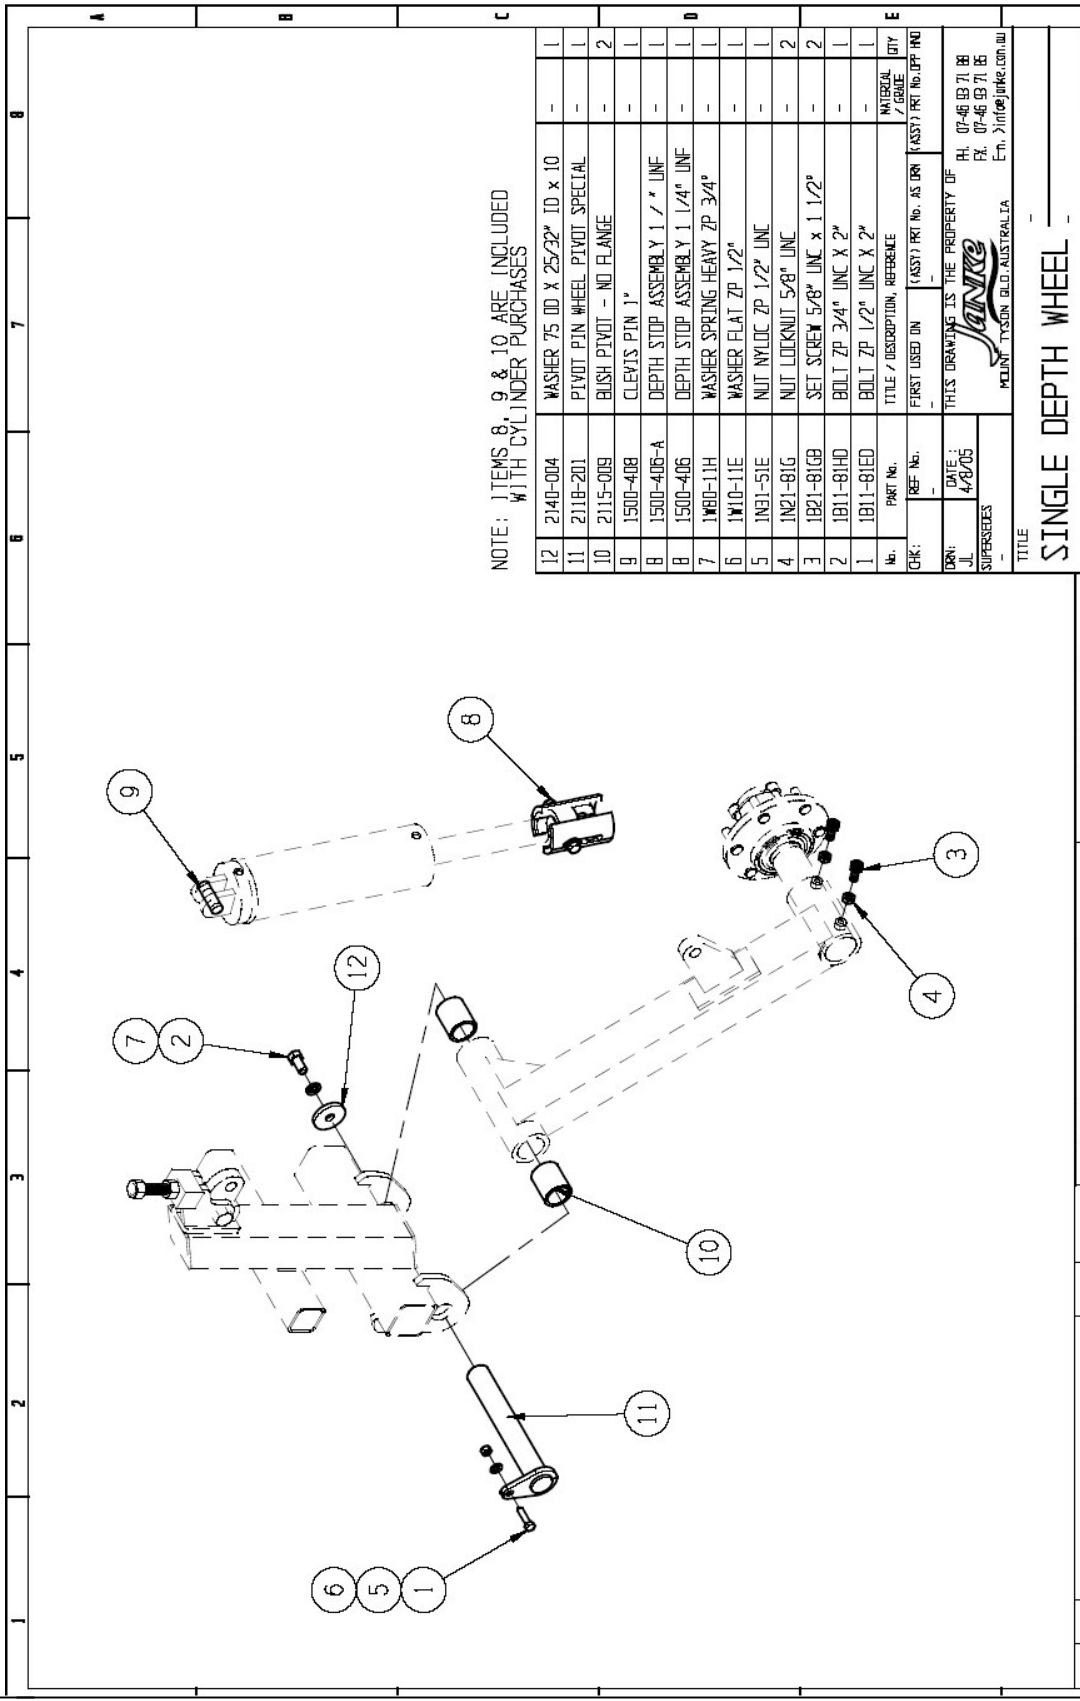 1 2 3 4 5 6 7 8
A
B
C
D
E
9
8
7
2
12
6
5
1
11
10
3
4
NOTE: ITEMS 8, 9 & 10 ARE INCLUDED
WITH CYLINDER PURCHASES
12 2140-004 WASHER 75 OD X 25/32" ID x 10 - 1
11 2118-201 PIVOT PIN WHEEL PIVOT SPECIAL - 1
10 2115-009 BUSH PIVOT - NO FLANGE - 2
9 1500-408 CLEVIS PIN 1" - 1
8 1500-406-A DEPTH STOP ASSEMBLY 1 / " UNF - 1
8 1500-406 DEPTH STOP ASSEMBLY 1 1/4" UNF - 1
7 1W80-11H WASHER SPRING HEAVY ZP 3/4" - 1
6 1W10-11E WASHER FLAT ZP 1/2" - 1
5 1N31-51E NUT NYLOC ZP 1/2" UNC - 1
4 1N21-81G NUT LOCKNUT 5/8" UNC - 2
3 1B21-81GB SET SCREW 5/8" UNC x 1 1/2" - 2
2 1B11-81HD BOLT ZP 3/4" UNC X 2" - 1
1 1B11-81ED BOLT ZP 1/2" UNC X 2" - 1
No. PART No. TITLE / DESCRIPTION, REFERENCE MATERIAL / GRADE QTY
CHK: REF No. - FIRST USED ON - (ASSY) PRT No. AS DRN - (ASSY) PRT No. OPP HND
DRN: JL DATE: 4/8/05 THIS DRAWING IS THE PROPERTY OF
SUPERSEDES -
JANKE
MOUNT TYSON QLD. AUSTRALIA
PH. 07-46 93 71 88
FX. 07-46 93 71 85
TITLE
SINGLE DEPTH WHEEL